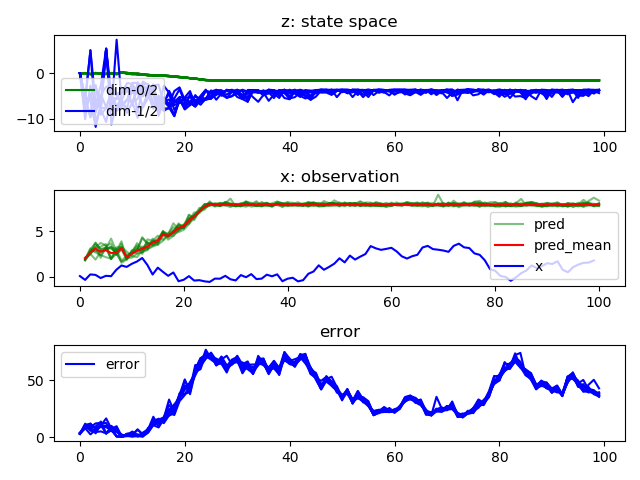 z: state space
0
−10
dim-0/2
dim-1/2
0 20 40 60 80 100
x: observation
5
0
pred
pred_mean
x
0 20 40 60 80 100
error
50
0
error
0 20 40 60 80 100